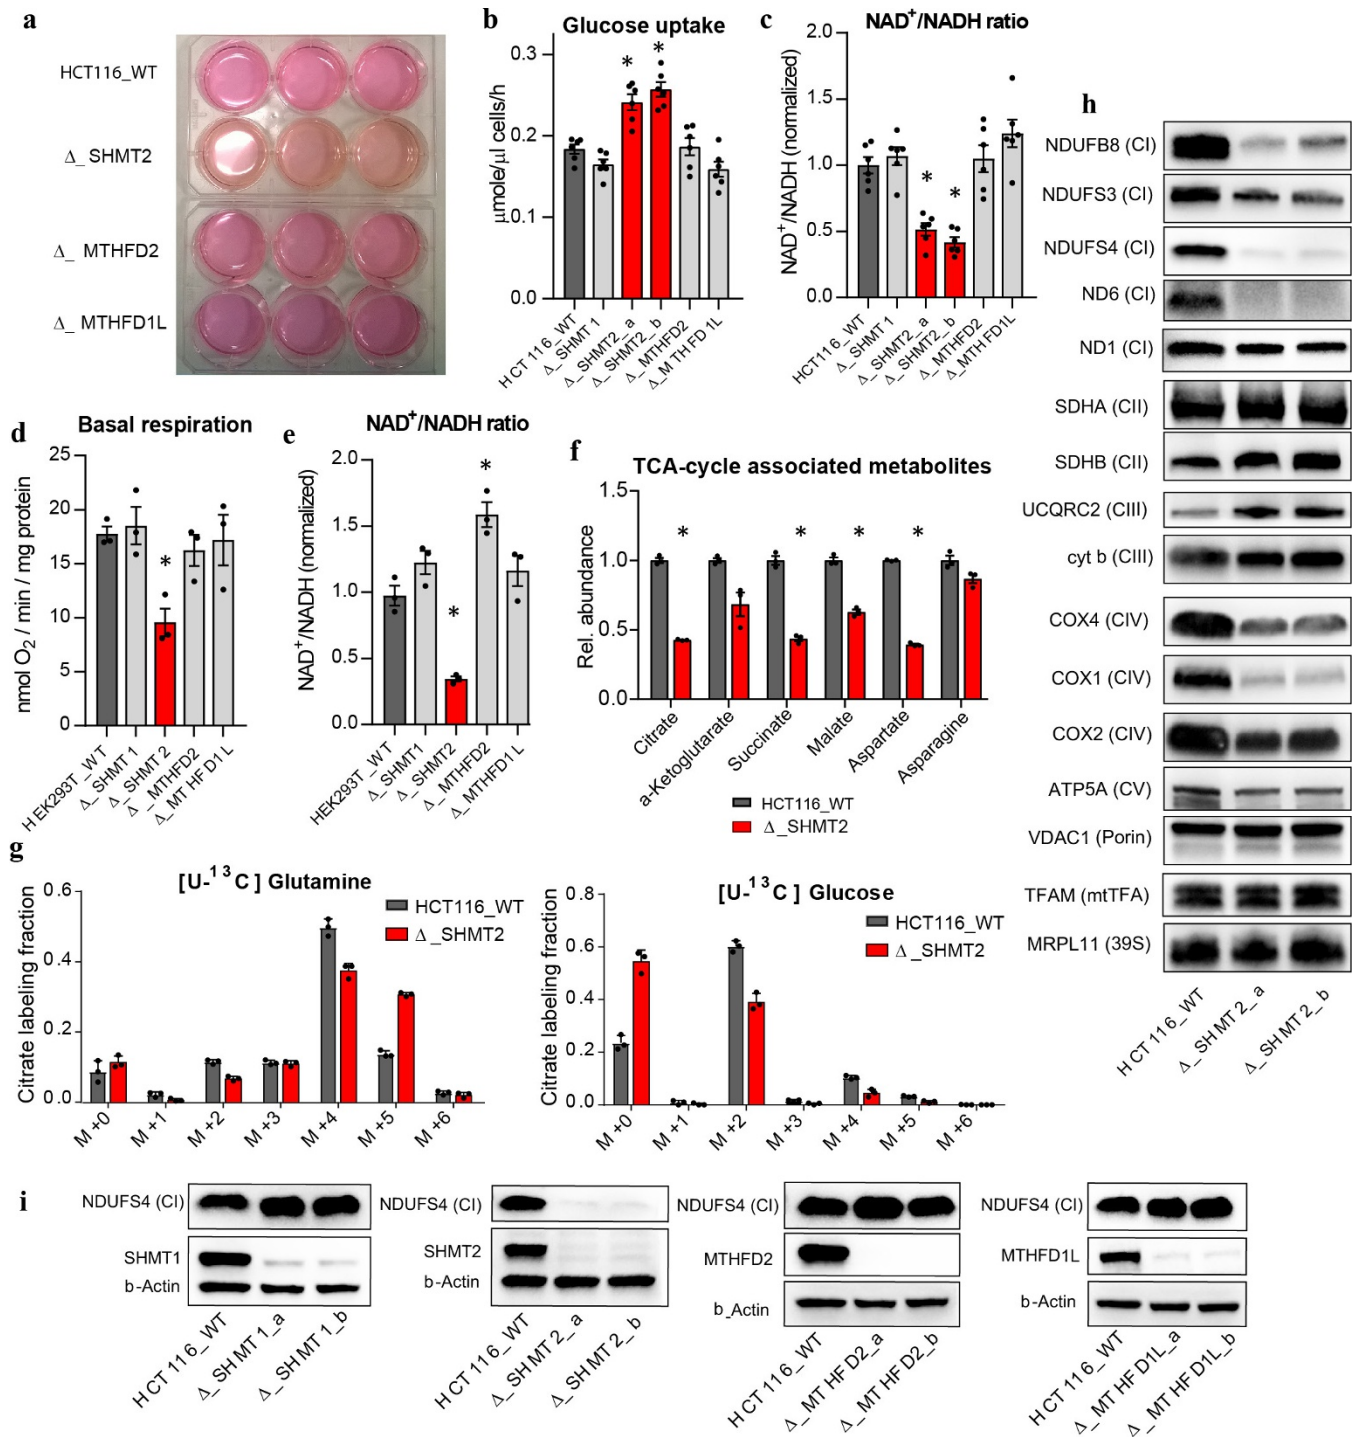 a
HCT116_WT
Δ_ SHMT2
Δ_ MTHFD2
Δ_ MTHFD1L
b
Glucose uptake
µmole/µl cells/h
0.3
0.2
0.1
0.0
* *
HCT116_WT
Δ_SHMT1
Δ_SHMT2_a
Δ_SHMT2_b
Δ_MTHFD2
Δ_MTHFD1L
c
NAD⁺/NADH ratio
NAD⁺/NADH (normalized)
2.0
1.5
1.0
0.5
0.0
* *
HCT116_WT
Δ_SHMT1
Δ_SHMT2_a
Δ_SHMT2_b
Δ_MTHFD2
Δ_MTHFD1L
d
Basal respiration
nmol O₂ / min / mg protein
25
20
15
10
5
0
*
HEK293T_WT
Δ_SHMT1
Δ_SHMT2
Δ_MTHFD2
Δ_MTHFD1L
e
NAD⁺/NADH ratio
NAD⁺/NADH (normalized)
2.0
1.5
1.0
0.5
0.0
* *
HEK293T_WT
Δ_SHMT1
Δ_SHMT2
Δ_MTHFD2
Δ_MTHFD1L
f
TCA-cycle associated metabolites
Rel. abundance
1.5
1.0
0.5
0.0
* * * *
Citrate
a-Ketoglutarate
Succinate
Malate
Aspartate
Asparagine
HCT116_WT
Δ_SHMT2
g
[U-¹³C] Glutamine
Citrate labeling fraction
0.6
0.4
0.2
0.0
HCT116_WT
Δ_SHMT2
M+0 M+1 M+2 M+3 M+4 M+5 M+6
[U-¹³C] Glucose
Citrate labeling fraction
0.8
0.6
0.4
0.2
0.0
HCT116_WT
Δ_SHMT2
M+0 M+1 M+2 M+3 M+4 M+5 M+6
h
NDUFB8 (CI)
NDUFS3 (CI)
NDUFS4 (CI)
ND6 (CI)
ND1 (CI)
SDHA (CII)
SDHB (CII)
UCQRC2 (CIII)
cyt b (CIII)
COX4 (CIV)
COX1 (CIV)
COX2 (CIV)
ATP5A (CV)
VDAC1 (Porin)
TFAM (mtTFA)
MRPL11 (39S)
HCT116_WT
Δ_SHMT2_a
Δ_SHMT2_b
i
NDUFS4 (CI)
SHMT1
b-Actin
HCT116_WT
Δ_SHMT1_a
Δ_SHMT1_b
NDUFS4 (CI)
SHMT2
b-Actin
HCT116_WT
Δ_SHMT2_a
Δ_SHMT2_b
NDUFS4 (CI)
MTHFD2
b_Actin
HCT116_WT
Δ_MTHFD2_a
Δ_MTHFD2_b
NDUFS4 (CI)
MTHFD1L
b-Actin
HCT116_WT
Δ_MTHFD1L_a
Δ_MTHFD1L_b